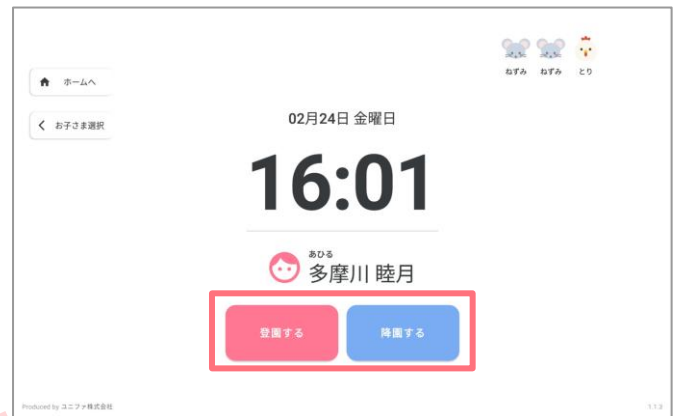 ねずみ ねずみ とり
ホームへ
お子さま選択
02月24日 金曜日
16:01
あひる
多摩川 睦月
登園する 降園する
Produced by ユニファ株式会社 1.1.3